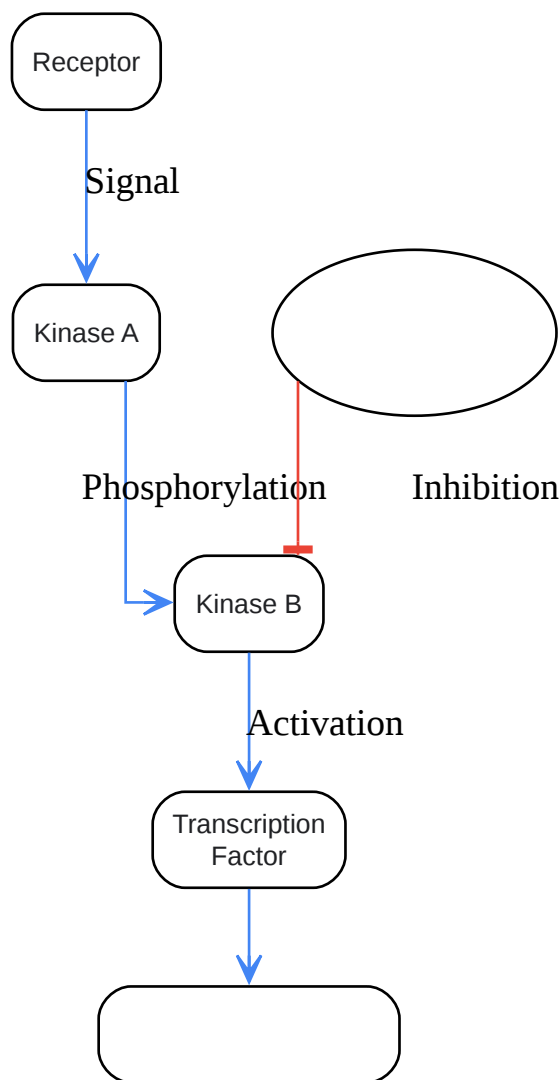 Receptor
Signal
Kinase A
Phosphorylation
Inhibition
Kinase B
Activation
Transcription
Factor